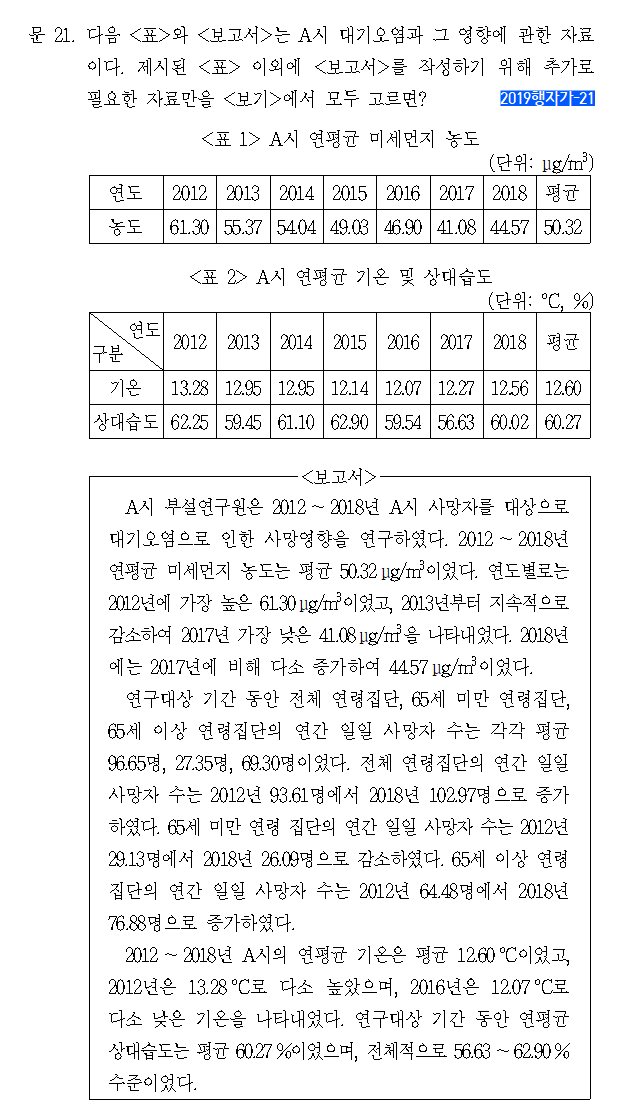 문 21. 다음 <표>와 <보고서>는 A시 대기오염과 그 영향에 관한 자료
이다. 제시된 <표> 이외에 <보고서>를 작성하기 위해 추가로
필요한 자료만을 <보기>에서 모두 고르면?
2019행자가-21
<표 1> A시 연평균 미세먼지 농도
(단위: μg/m³)
연도 2012 2013 2014 2015 2016 2017 2018 평균
농도 61.30 55.37 54.04 49.03 46.90 41.08 44.57 50.32
<표 2> A시 연평균 기온 및 상대습도
(단위: ℃, %)
연도
구분
2012 2013 2014 2015 2016 2017 2018 평균
기온 13.28 12.95 12.95 12.14 12.07 12.27 12.56 12.60
상대습도 62.25 59.45 61.10 62.90 59.54 56.63 60.02 60.27
<보고서>
A시 부설연구원은 2012 ~ 2018년 A시 사망자를 대상으로
대기오염으로 인한 사망영향을 연구하였다. 2012 ~ 2018년
연평균 미세먼지 농도는 평균 50.32 μg/m³이었다. 연도별로는
2012년에 가장 높은 61.30 μg/m³이었고, 2013년부터 지속적으로
감소하여 2017년 가장 낮은 41.08 μg/m³을 나타내었다. 2018년
에는 2017년에 비해 다소 증가하여 44.57 μg/m³이었다.
연구대상 기간 동안 전체 연령집단, 65세 미만 연령집단,
65세 이상 연령집단의 연간 일일 사망자 수는 각각 평균
96.65명, 27.35명, 69.30명이었다. 전체 연령집단의 연간 일일
사망자 수는 2012년 93.61명에서 2018년 102.97명으로 증가
하였다. 65세 미만 연령 집단의 연간 일일 사망자 수는 2012년
29.13명에서 2018년 26.09명으로 감소하였다. 65세 이상 연령
집단의 연간 일일 사망자 수는 2012년 64.48명에서 2018년
76.88명으로 증가하였다.
2012 ~ 2018년 A시의 연평균 기온은 평균 12.60 ℃이었고,
2012년은 13.28 ℃로 다소 높았으며, 2016년은 12.07 ℃로
다소 낮은 기온을 나타내었다. 연구대상 기간 동안 연평균
상대습도는 평균 60.27 %이었으며, 전체적으로 56.63 ~ 62.90 %
수준이었다.